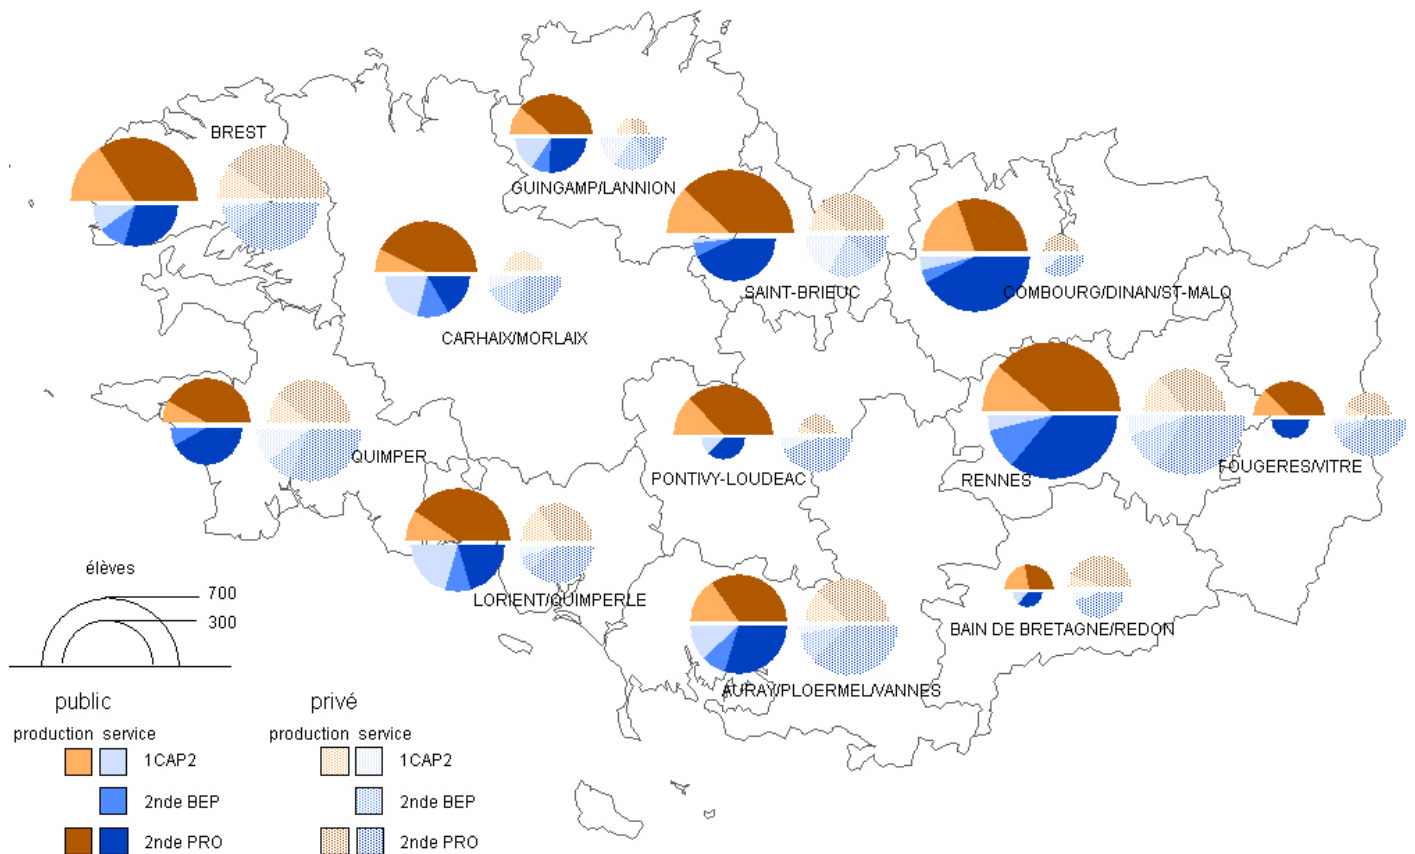 BREST
GUINGAMP/LANNION
SAINT-BRIEUC
COMBOURG/DINAN/ST-MALO
CARHAIX/MORLAIX
QUIMPER
PONTIVY-LOUDEAC
RENNES
FOUGERES/VITRE
LORIENT/QUIMPERLE
BAIN DE BRETAGNE/REDON
AURAY/PLOERMEL/VANNES
élèves
700
300
public
privé
production service
production service
1CAP2
1CAP2
2nde BEP
2nde BEP
2nde PRO
2nde PRO